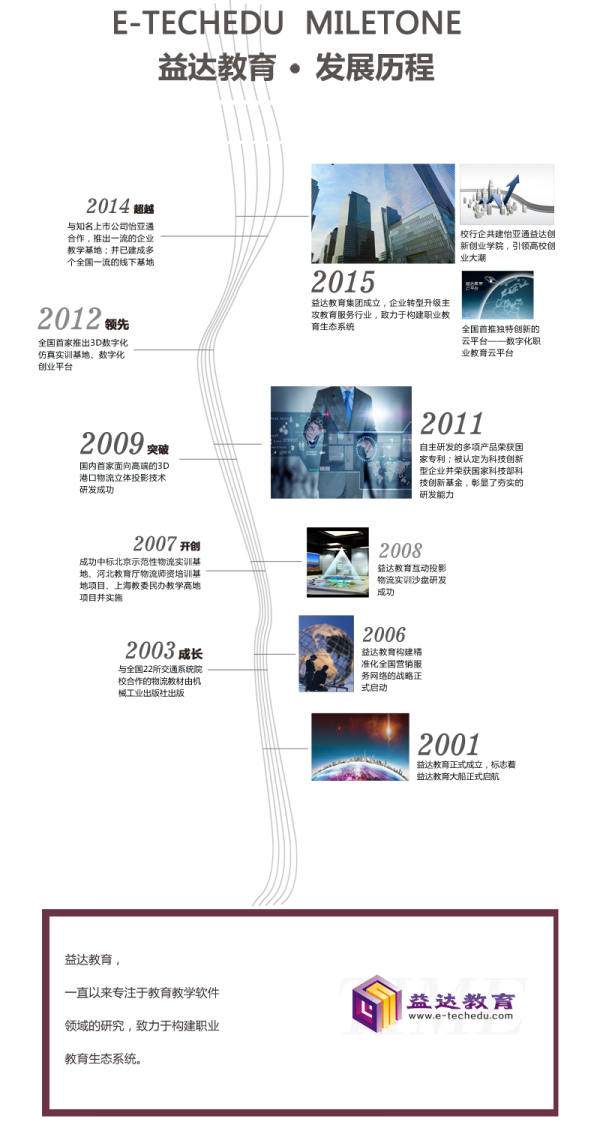 E-TECHEDU MILETONE
益达教育 • 发展历程
2014 超越
与知名上市公司怡亚通
合作，推出一流的企业
教学基地；并已建成多
个全国一流的线下基地
校行企共建怡亚通益达创
新创业学院，引领高校创
业大潮
2015
益达教育集团成立，企业转型升级主
攻教育服务行业，致力于构建职业教
育生态系统
益达教育
云平台
全国首推独特创新的
云平台——数字化职
业教育云平台
2012 领先
全国首家推出3D数字化
仿真实训基地、数字化
创业平台
2011
自主研发的多项产品荣获国
家专利；被认定为科技创新
型企业并荣获国家科技部科
技创新基金，彰显了夯实的
研发能力
2009 突破
国内首家面向高端的3D
港口物流立体投影技术
研发成功
2007 开创
成功中标北京示范性物流实训基
地、河北教育厅物流师资培训基
地项目、上海教委民办教学高地
项目并实施
2008
益达教育互动投影
物流实训沙盘研发
成功
2003 成长
与全国22所交通系统院
校合作的物流教材由机
械工业出版社出版
2006
益达教育构建精
准化全国营销服
务网络的战略正
式启动
2001
益达教育正式成立，标志着
益达教育大船正式启航
益达教育，
一直以来专注于教育教学软件
领域的研究，致力于构建职业
教育生态系统。
TIME
益达教育
www.e-techedu.com